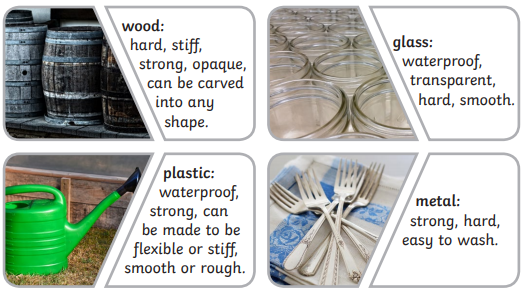 wood:
hard, stiff,
strong, opaque,
can be carved
into any
shape.
glass:
waterproof,
transparent,
hard, smooth.
plastic:
waterproof,
strong, can
be made to be
flexible or stiff,
smooth or rough.
metal:
strong, hard,
easy to wash.